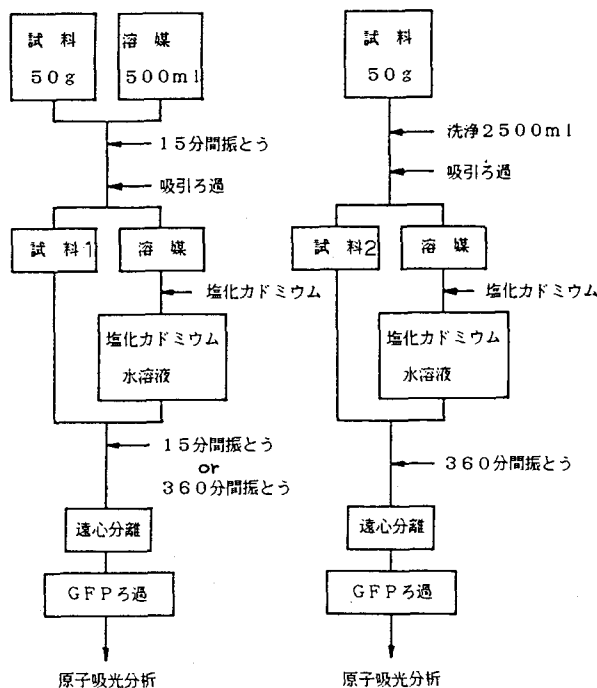 試料
50g
溶媒
500ml
15分間振とう
吸引ろ過
試料1
溶媒
塩化カドミウム
塩化カドミウム
水溶液
15分間振とう
or
360分間振とう
遠心分離
GFPろ過
原子吸光分析
試料
50g
洗浄2500ml
吸引ろ過
試料2
溶媒
塩化カドミウム
塩化カドミウム
水溶液
360分間振とう
遠心分離
GFPろ過
原子吸光分析